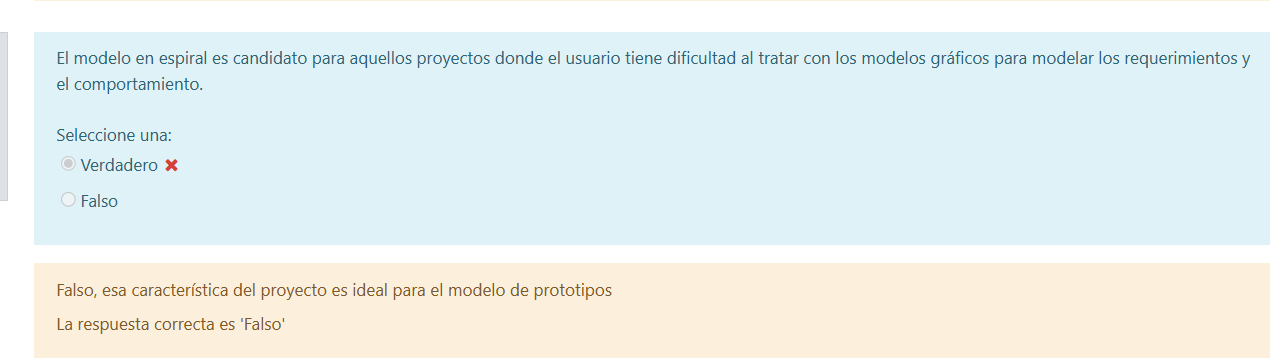 El modelo en espiral es candidato para aquellos proyectos donde el usuario tiene dificultad al tratar con los modelos gráficos para modelar los requerimientos y
el comportamiento.
Seleccione una:
Verdadero
Falso
Falso, esa característica del proyecto es ideal para el modelo de prototipos
La respuesta correcta es 'Falso'